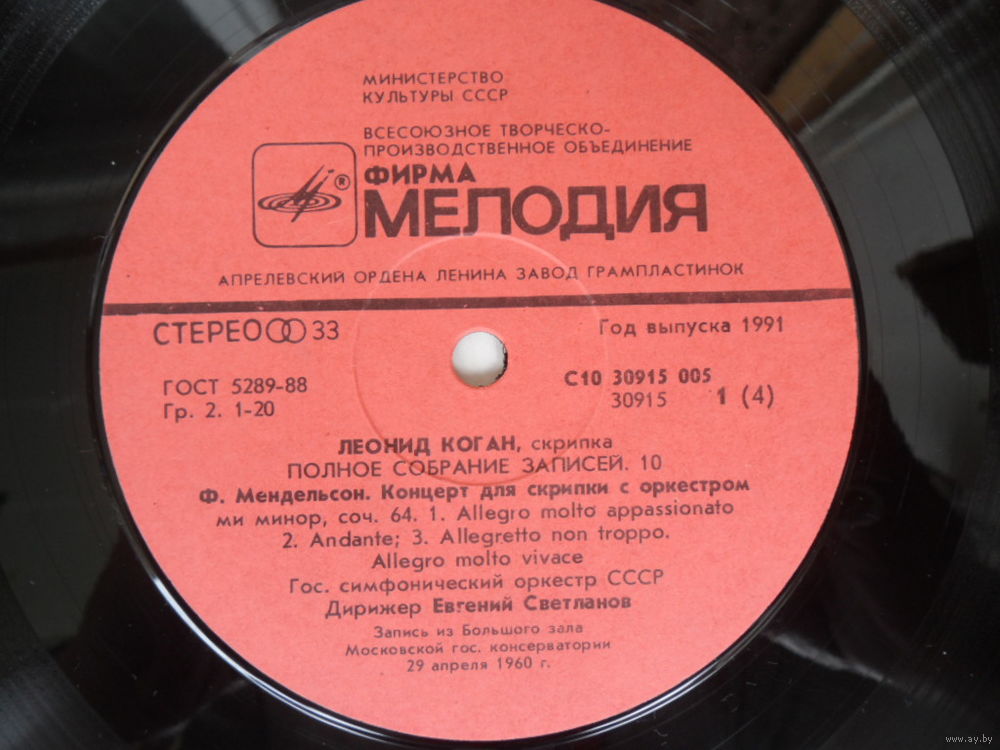 МИНИСТЕРСТВО
КУЛЬТУРЫ СССР
ВСЕСОЮЗНОЕ ТВОРЧЕСКО-
ПРОИЗВОДСТВЕННОЕ ОБЪЕДИНЕНИЕ
®
ФИРМА
МЕЛОДИЯ
АПРЕЛЕВСКИЙ ОРДЕНА ЛЕНИНА ЗАВОД ГРАМПЛАСТИНОК
СТЕРЕО 33
Год выпуска 1991
ГОСТ 5289-88
Гр. 2. 1-20
С10 30915 005
30915 1 (4)
ЛЕОНИД КОГАН, скрипка
ПОЛНОЕ СОБРАНИЕ ЗАПИСЕЙ. 10
Ф. Мендельсон. Концерт для скрипки с оркестром
ми минор, соч. 64. 1. Allegro molto appassionato
2. Andante; 3. Allegretto non troppo.
Allegro molto vivace
Гос. симфонический оркестр СССР
Дирижер Евгений Светланов
Запись из Большого зала
Московской гос. консерватории
29 апреля 1960 г.
www.ay.by